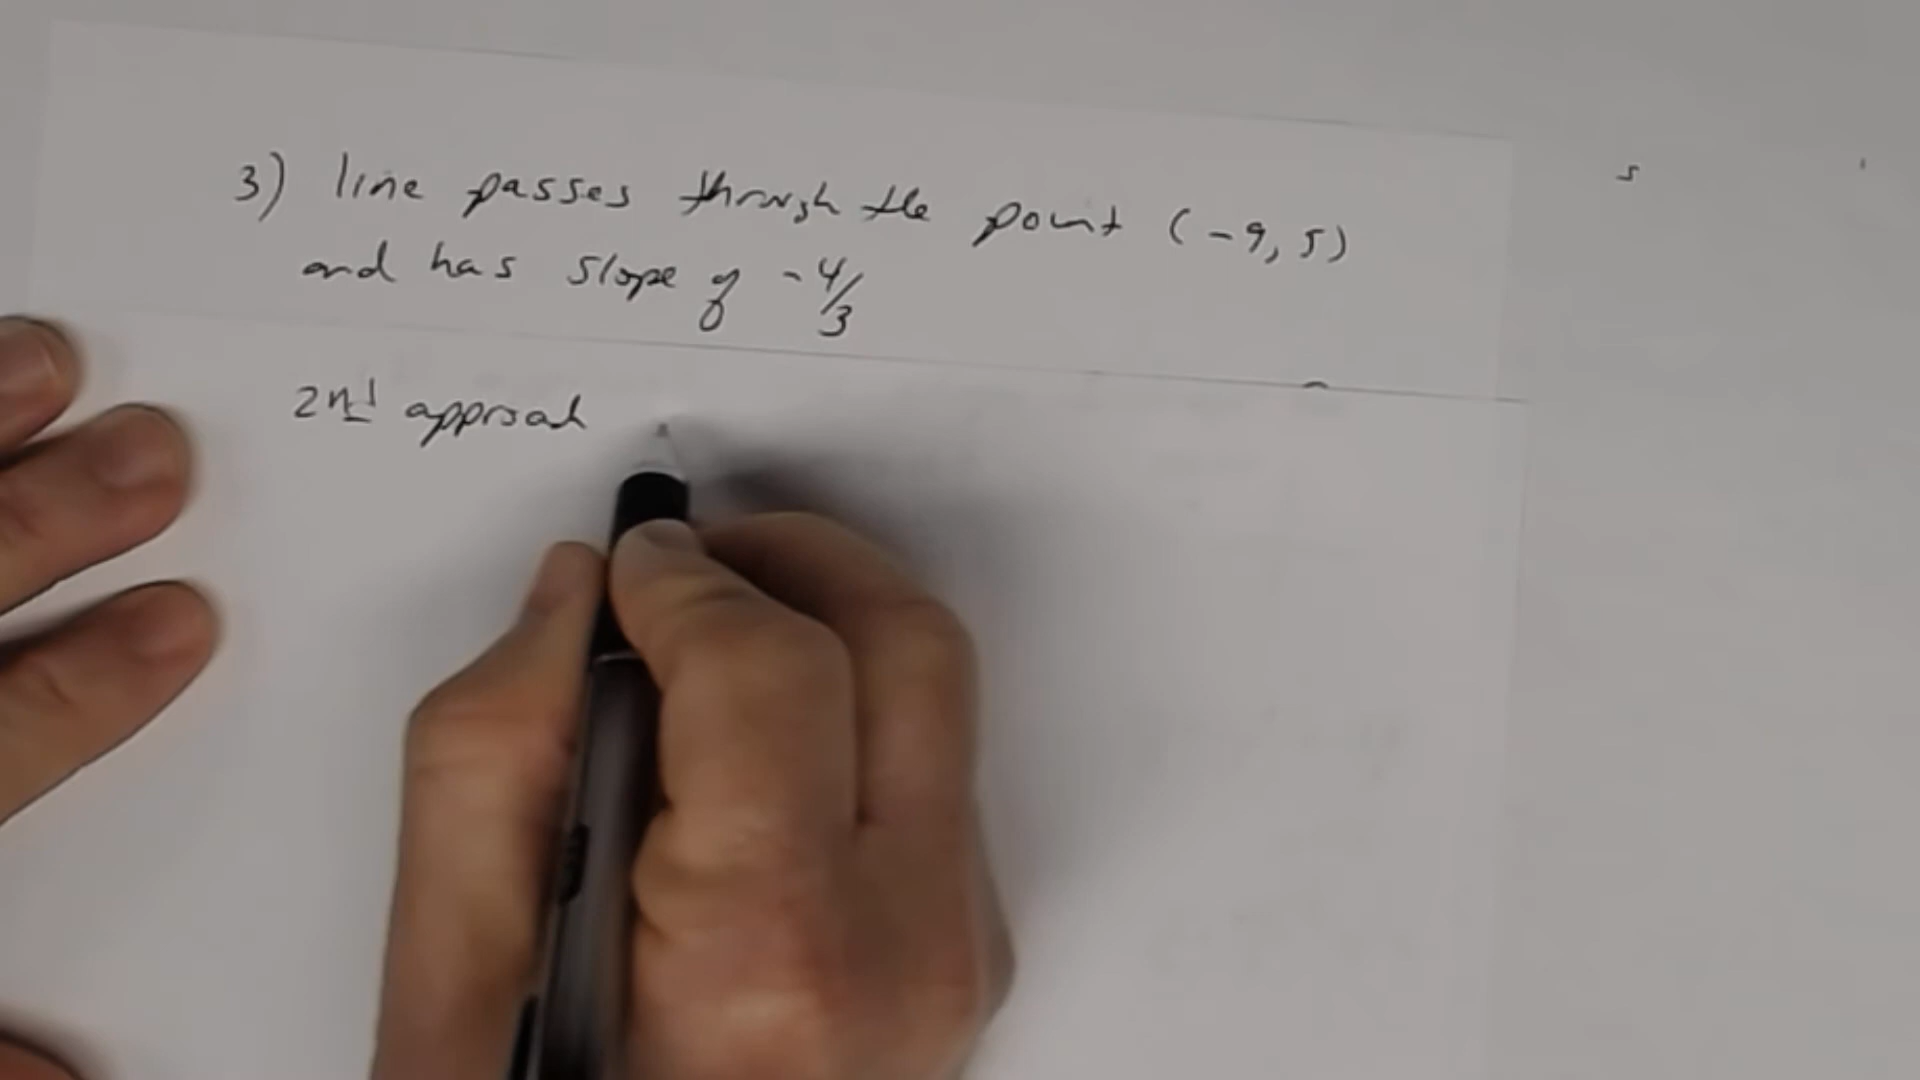 3) line passes through the point (-9, 5)
and has slope of -4/3
2nd approach
s